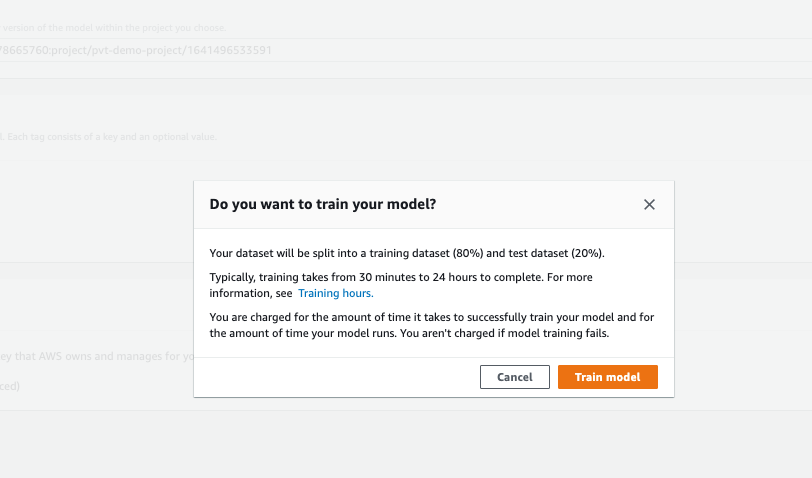 version of the model within the project you choose.
78665760:project/pvt-demo-project/1641496533591
Each tag consists of a key and an optional value
Do you want to train your model?
Your dataset will be split into a training dataset (80%) and test dataset (20%).
Typically, training takes from 30 minutes to 24 hours to complete. For more
information, see Training hours.
You are charged for the amount of time it takes to successfully train your model and for
the amount of time your model runs. You aren't charged if model training fails.
ey that AWS owns and manages for yo
ced)
Cancel Train model